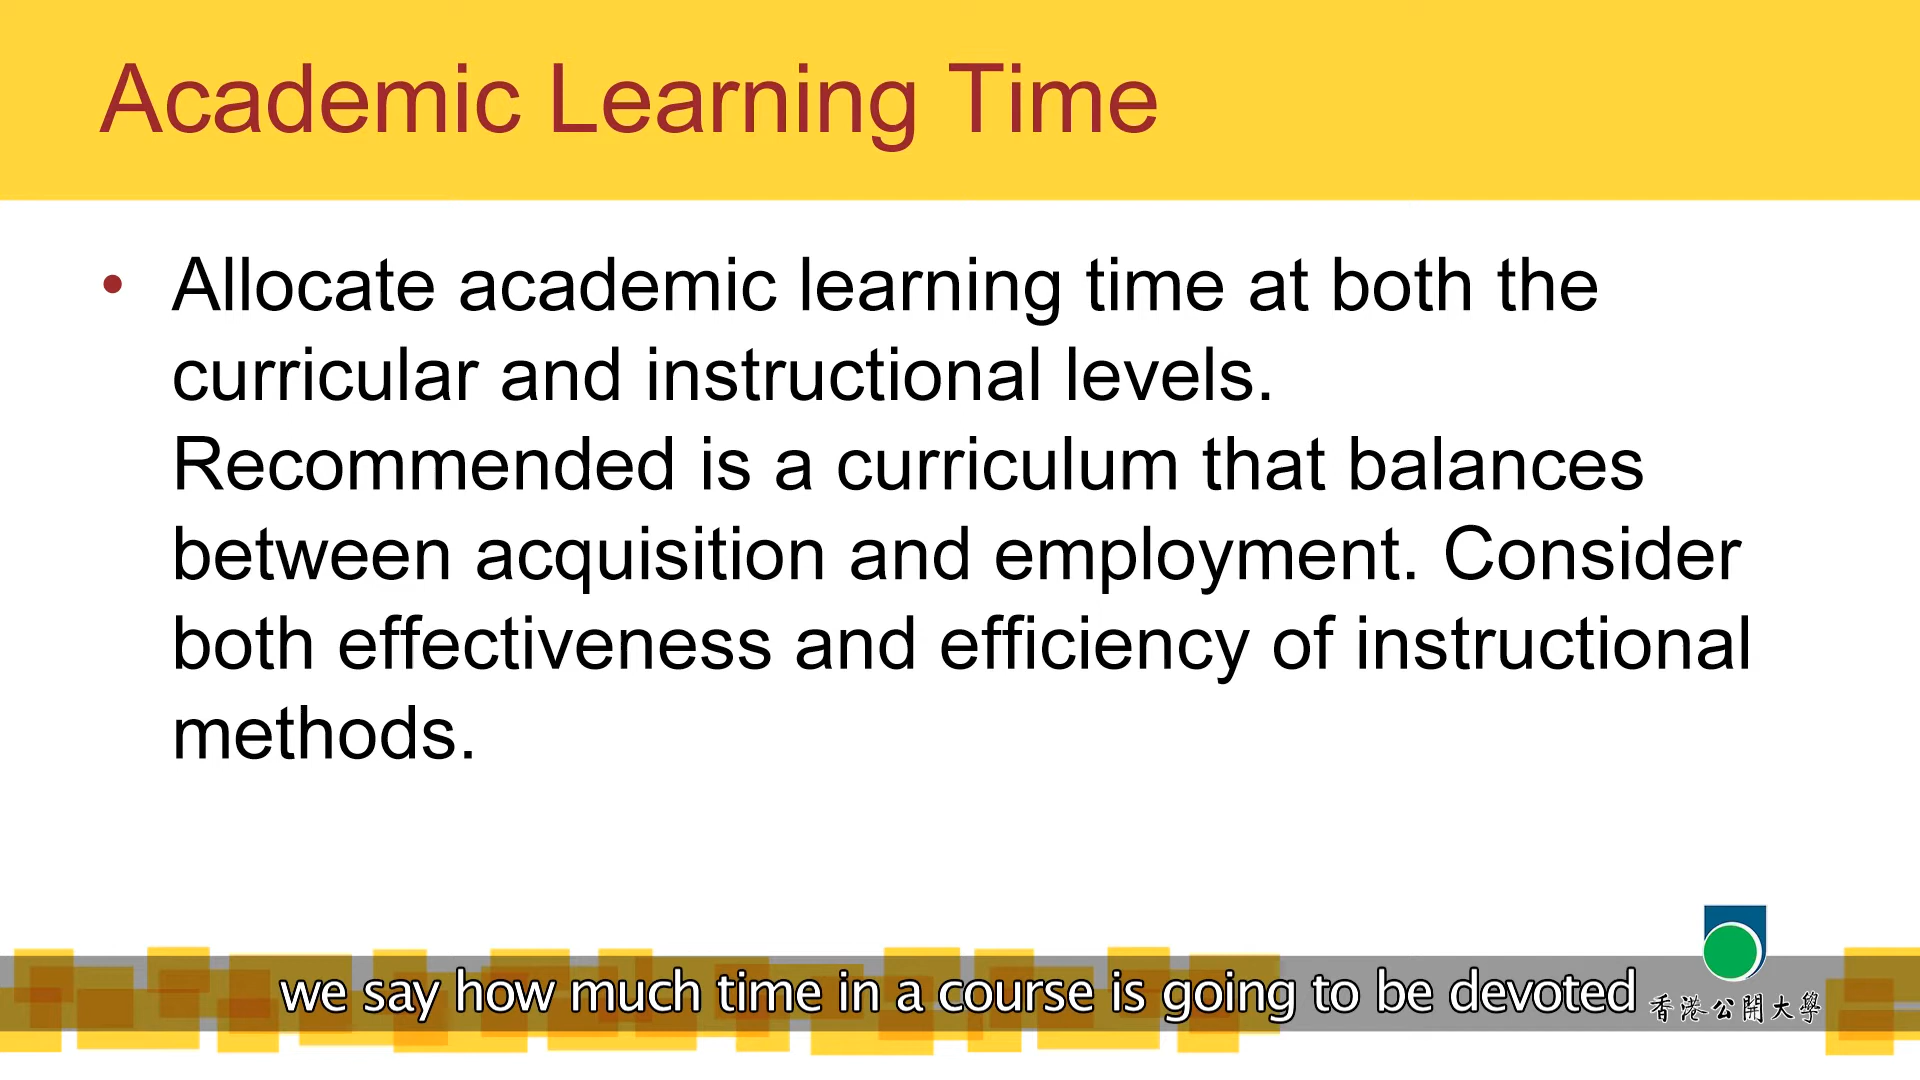 Academic Learning Time
• Allocate academic learning time at both the
curricular and instructional levels.
Recommended is a curriculum that balances
between acquisition and employment. Consider
both effectiveness and efficiency of instructional
methods.
we say how much time in a course is going to be devoted
香港公開大學